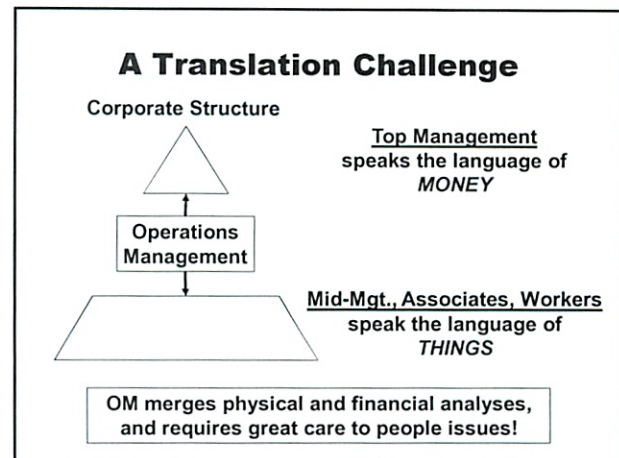 A Translation Challenge
Corporate Structure
Top Management
speaks the language of
MONEY
Operations
Management
Mid-Mgt., Associates, Workers
speak the language of
THINGS
OM merges physical and financial analyses,
and requires great care to people issues!